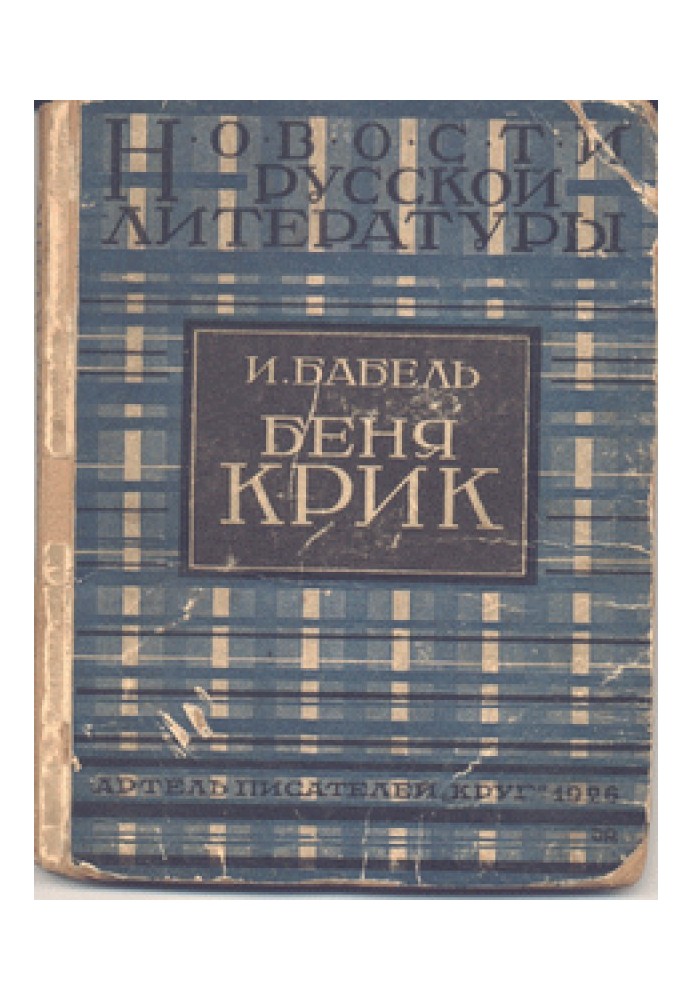 Новости
русской
литературы
И. БАБЕЛЬ
БЕНЯ
КРИК
АРТЕЛЬ ПИСАТЕЛЕЙ „КРУГ“ 1926